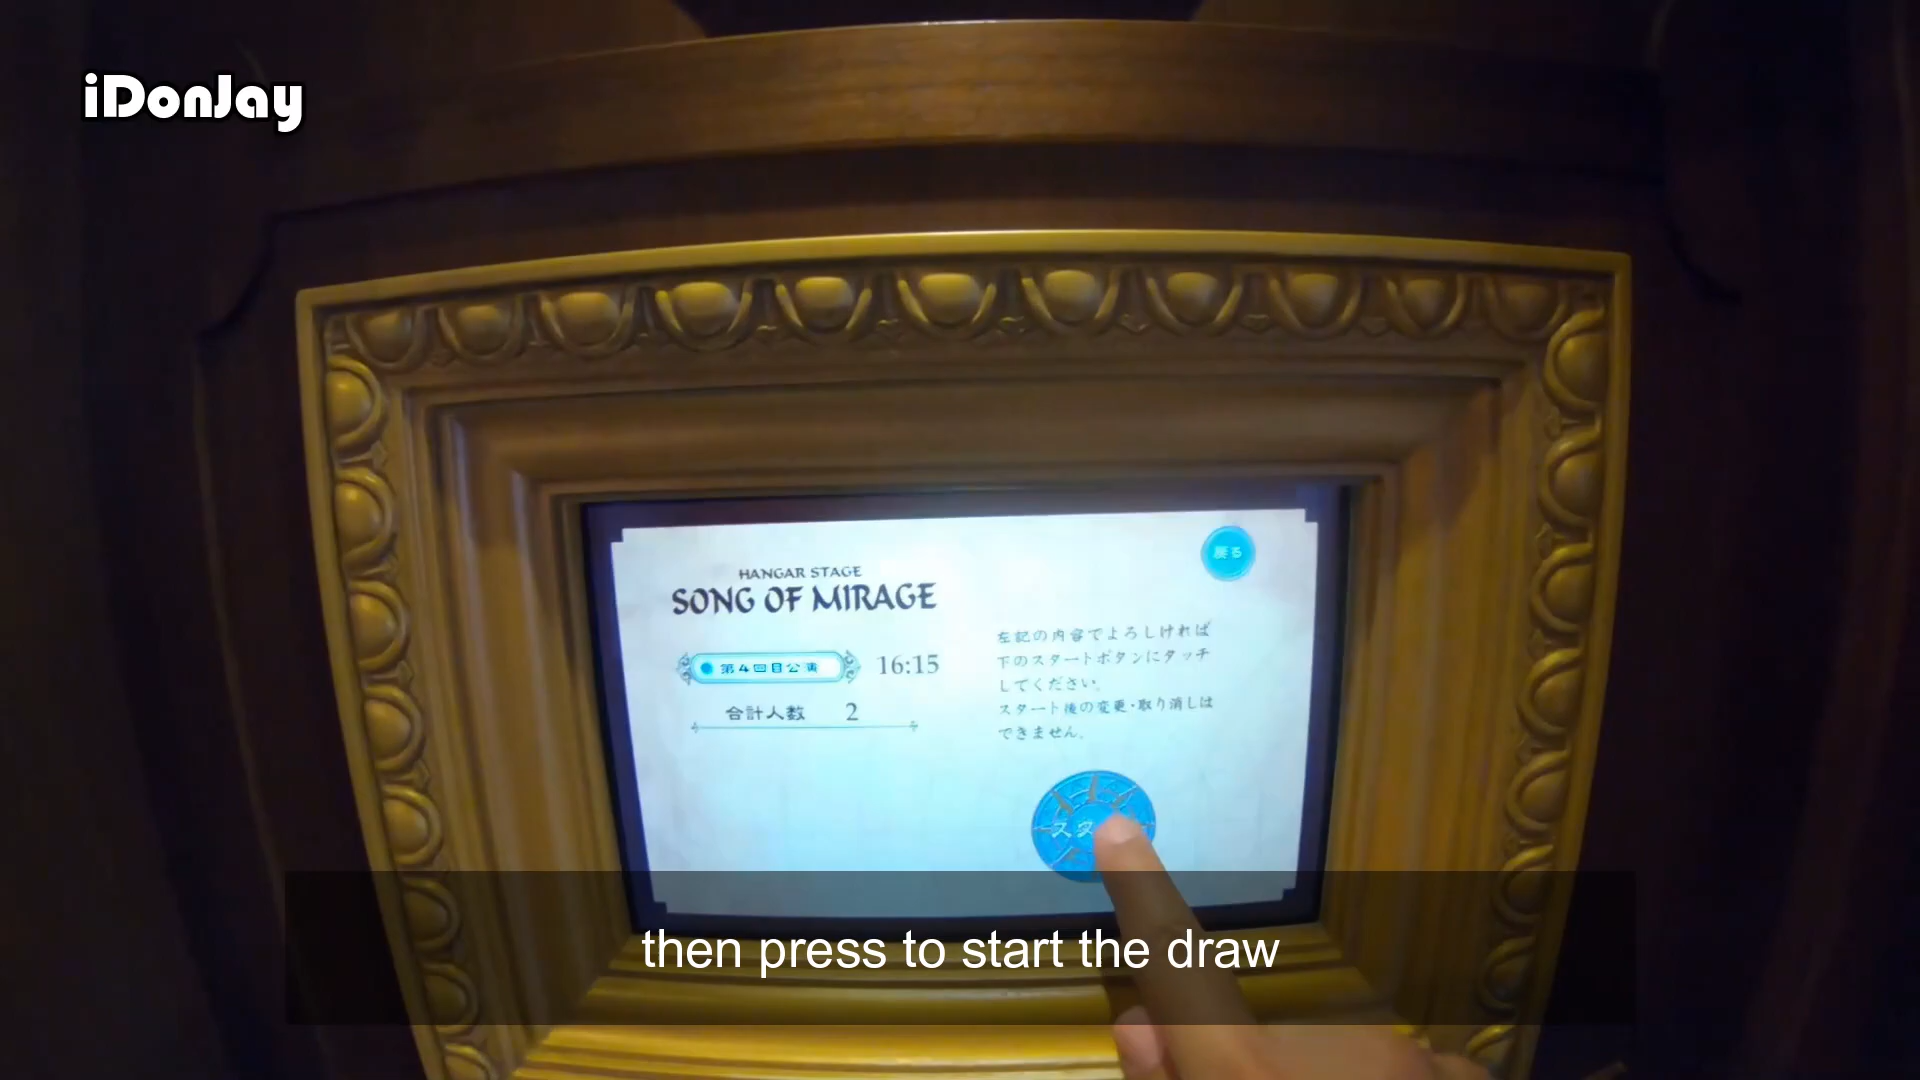 iDonJay
HANGAR STAGE
SONG OF MIRAGE
戻る
第4回目公演 16:15
合計人数 2
左記の内容でよろしければ
下のスタートボタンにタッチ
してください。
スタート後の変更・取り消しは
できません。
then press to start the draw